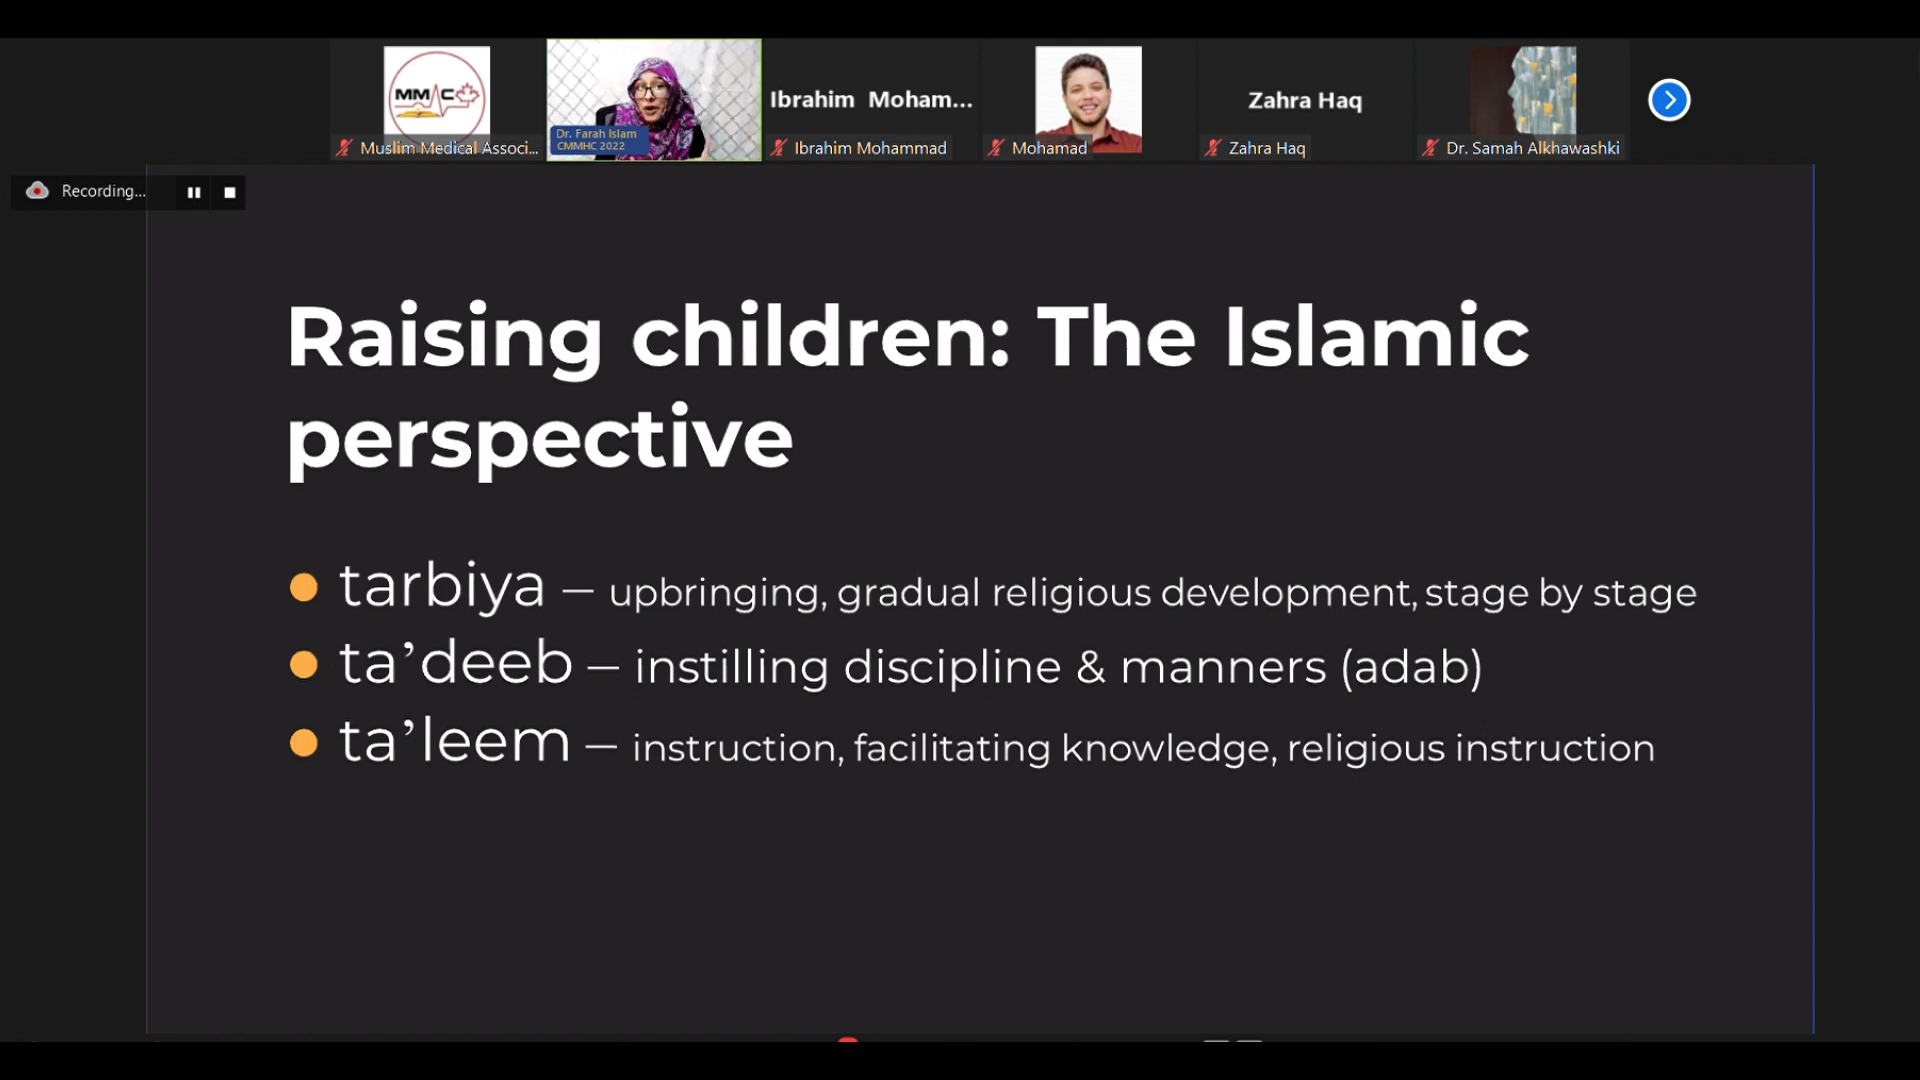 MMAC
Dr. Farah Islam
CMMHC 2022
Ibrahim Moham...
Zahra Haq
Muslim Medical Associ...
Ibrahim Mohammad
Mohamad
Zahra Haq
Dr. Samah Alkhawashki
Recording...
Raising children: The Islamic
perspective
tarbiya – upbringing, gradual religious development, stage by stage
ta’deeb – instilling discipline & manners (adab)
ta’leem – instruction, facilitating knowledge, religious instruction